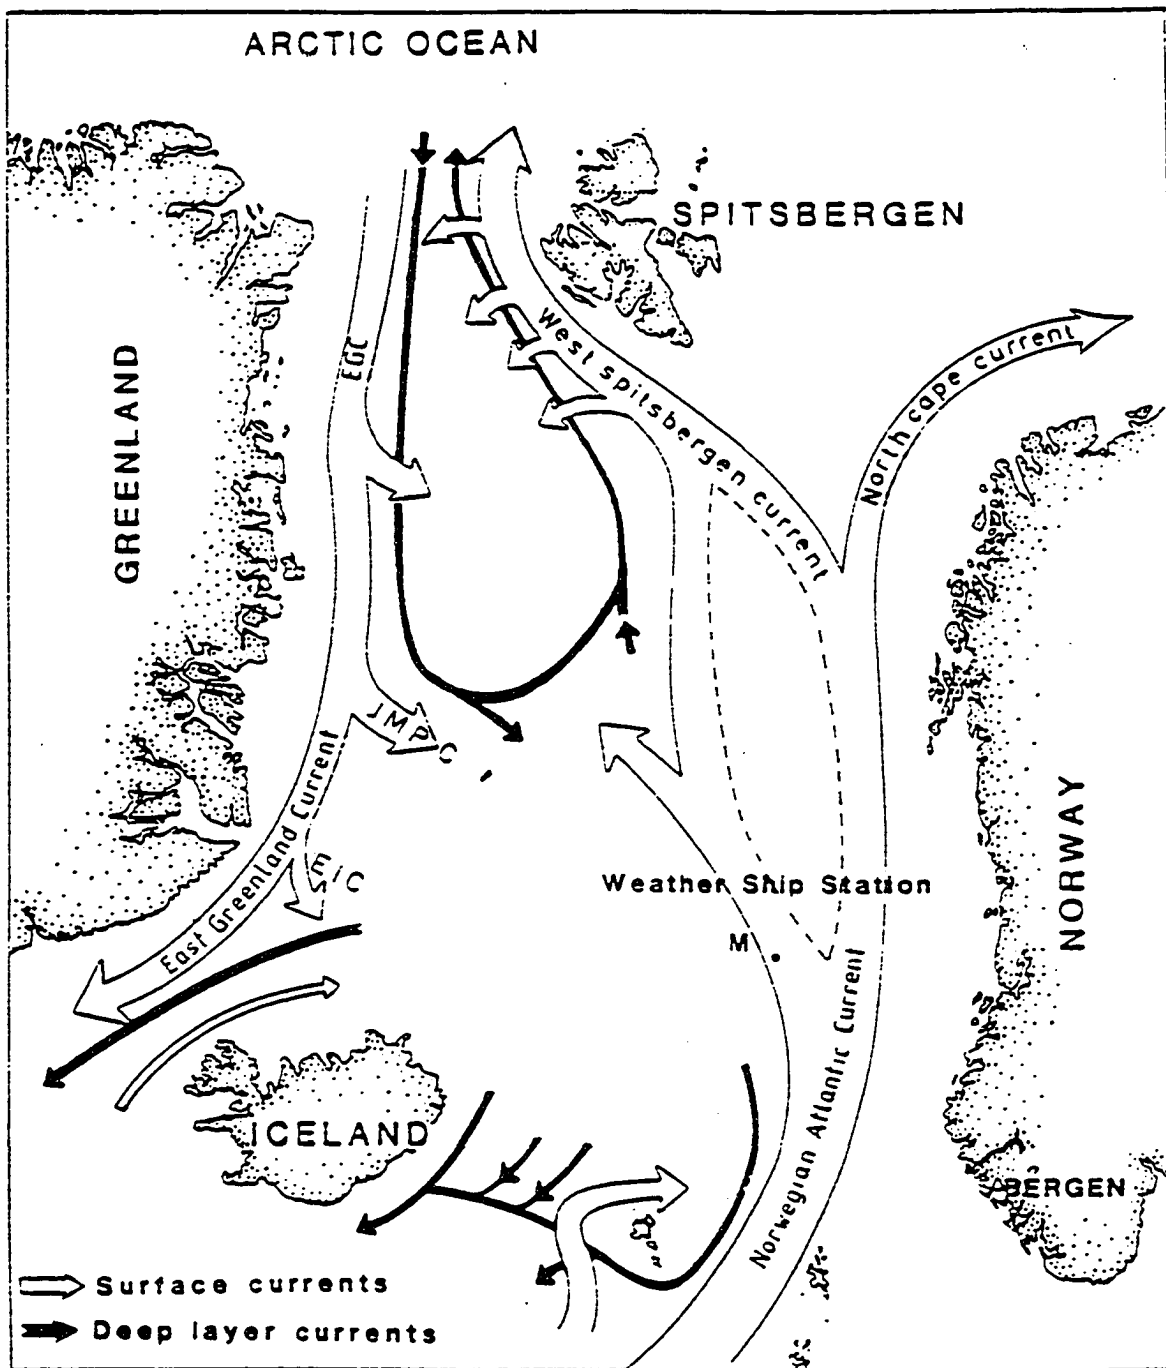 ARCTIC OCEAN
SPITSBERGEN
GREENLAND
EGC
West spitsbergen current
North cape current
JMPC
East Greenland Current
EIC
Weather Ship Station
M
NORWAY
Norwegian Atlantic Current
ICELAND
BERGEN
Surface currents
Deep layer currents